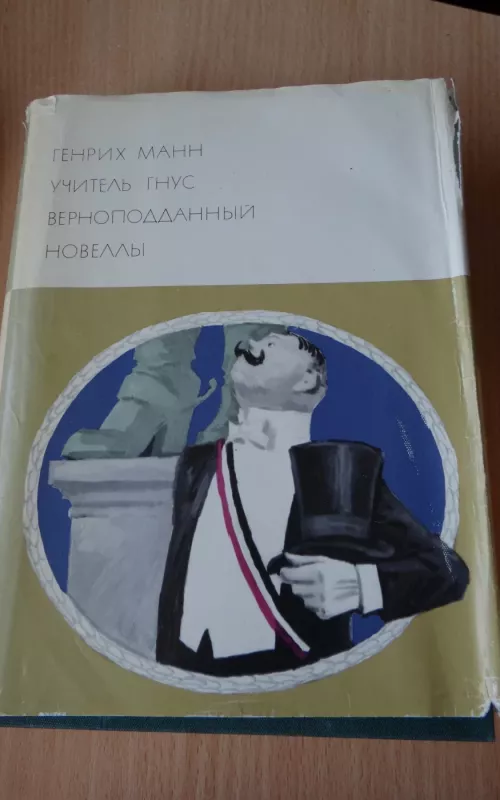 ГЕНРИХ МАНН
УЧИТЕЛЬ ГНУС
ВЕРНОПОДДАННЫЙ
НОВЕЛЛЫ